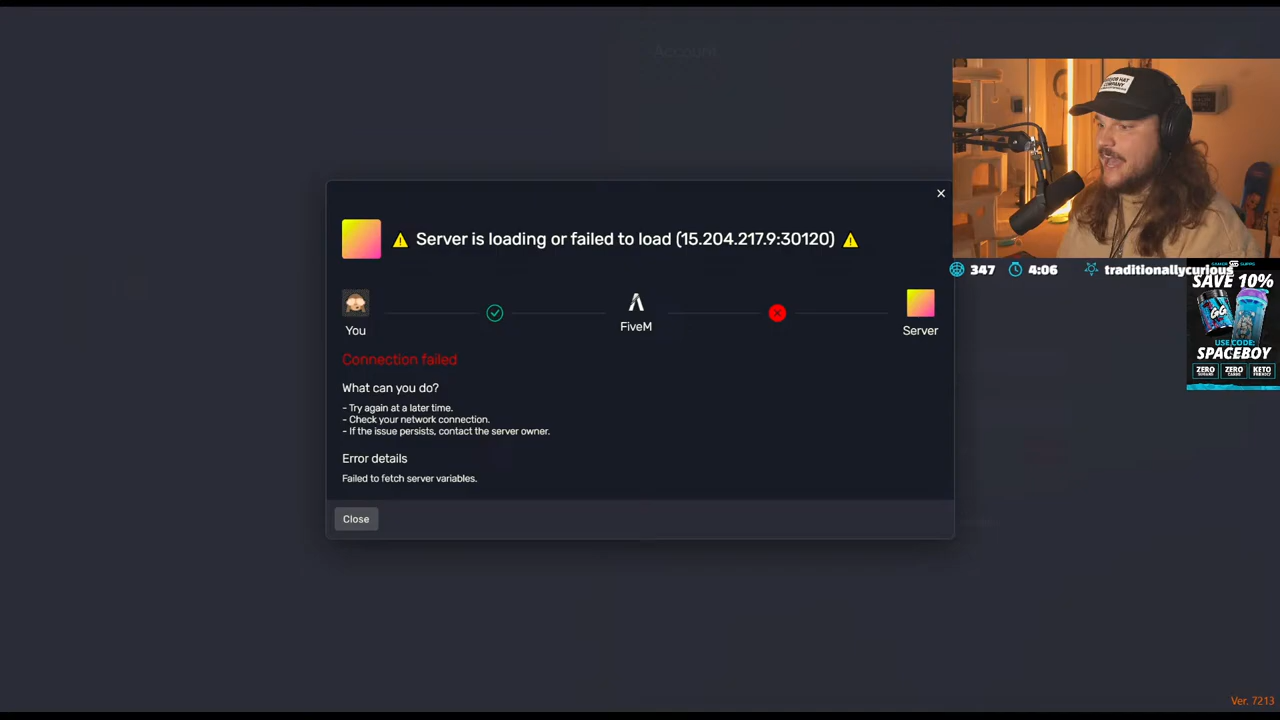 Account
⚠ Server is loading or failed to load (15.204.217.9:30120) ⚠
You
FiveM
Server
Connection failed
What can you do?
- Try again at a later time.
- Check your network connection.
- If the issue persists, contact the server owner.
Error details
Failed to fetch server variables.
Close
347
4:06
traditionallycurious
SAVE 10%
GG
USE CODE:
SPACEBOY
ZERO
ZERO
KETO
FRIENDLY
Ver. 7213